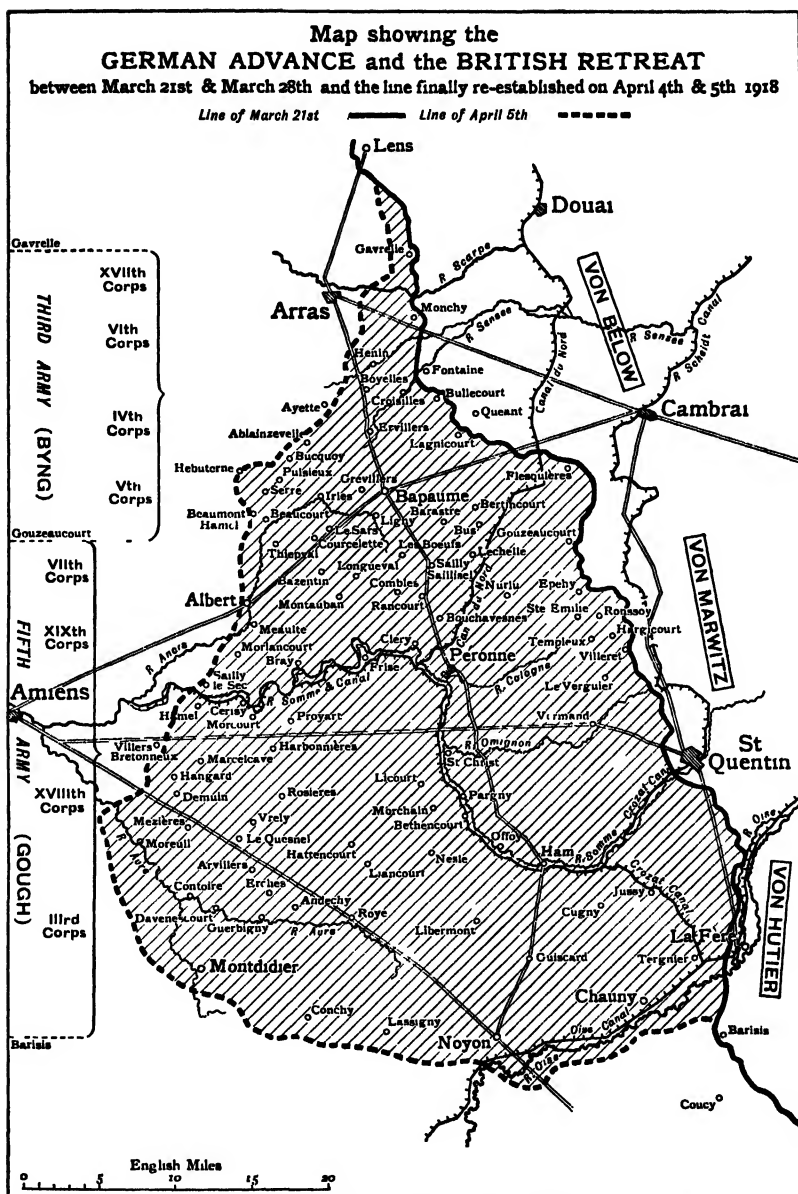 Map showing the
GERMAN ADVANCE and the BRITISH RETREAT
between March 21st & March 28th and the line finally re-established on April 4th & 5th 1918
Line of March 21st
Line of April 5th
Lens
Douai
Gavrelle
Gavrelle
R Scarpe
VON BELOW
XVIIth
Corps
Arras
Monchy
R Sensee
R Sensee
R Scheldt Canal
THIRD ARMY (BYNG)
VIth
Corps
Henin
Fontaine
Canal du Nord
Boyelles
Bullecourt
Croisilles
Queant
Cambrai
Ayette
IVth
Corps
Ervillers
Lagnicourt
Ablainzevelle
Bucquoy
Hebuterne
Puisieux
Flesquières
Vth
Corps
Serre
Grevillers
Irles
Bapaume
Beaumont
Hamel
Beaucourt
Ligny
Barastre
Bertincourt
Le Sars
Bus
Gouzeaucourt
Gouzeaucourt
Courcelette
Thiepval
Les Boeufs
Lechelle
VIIth
Corps
Longueval
Sailly
Saillisel
Bazentin
Combles
Nurlu
Epehy
Albert
Montauban
Rancourt
Can du Nord
VON MARWITZ
Ste Emilie
Ronssoy
Bouchavesnes
XIXth
Corps
Meaulte
Hargicourt
Templeux
Clery
Villeret
R Ancre
Morlancourt
Peronne
Bray
Frise
R. Cologne
Sailly
le Sec
R Somme & Canal
Le Verguier
Amiens
Hamel
Cerisy
Morcourt
Proyart
Vermand
FIFTH ARMY (GOUGH)
Villers
Bretonneux
Harbonnières
R Omignon
St
Quentin
Marcelcave
St Christ
Hangard
Licourt
Demuin
Rosieres
Pargny
XVIIIth
Corps
Morchain
Mezières
Vrely
Bethencourt
R. Somme Crozat Canal
R. Oise
Moreuil
Le Quesnel
Offoy
Ham
Hattencourt
R Avre
Arvillers
Nesle
Liancourt
Crozat Canal
Erches
Jussy
Contoire
Andechy
Cugny
IIIrd
Corps
Davenescourt
Roye
VON HUTIER
Guerbigny
R Avre
Libermont
La Fere
Guiscard
Tergnier
Montdidier
Chauny
Conchy
Lassigny
Oise Canal
Noyon
Barisis
Barisis
R. Oise
Coucy
English Miles
0 5 10 15 20